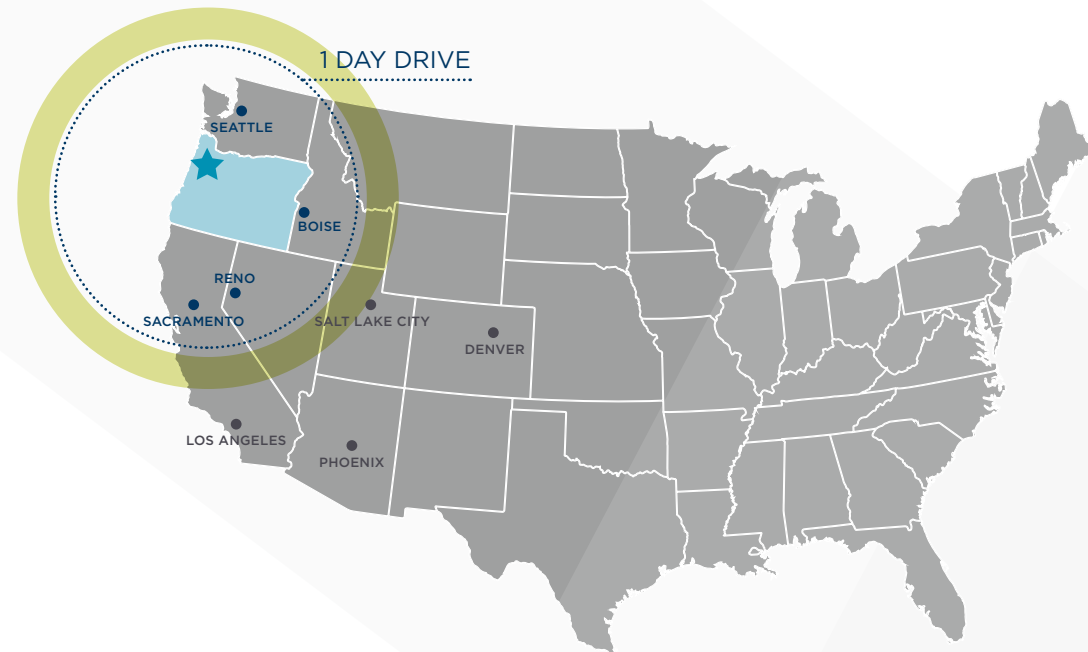 1 DAY DRIVE
SEATTLE
BOISE
RENO
SACRAMENTO
SALT LAKE CITY
DENVER
LOS ANGELES
PHOENIX